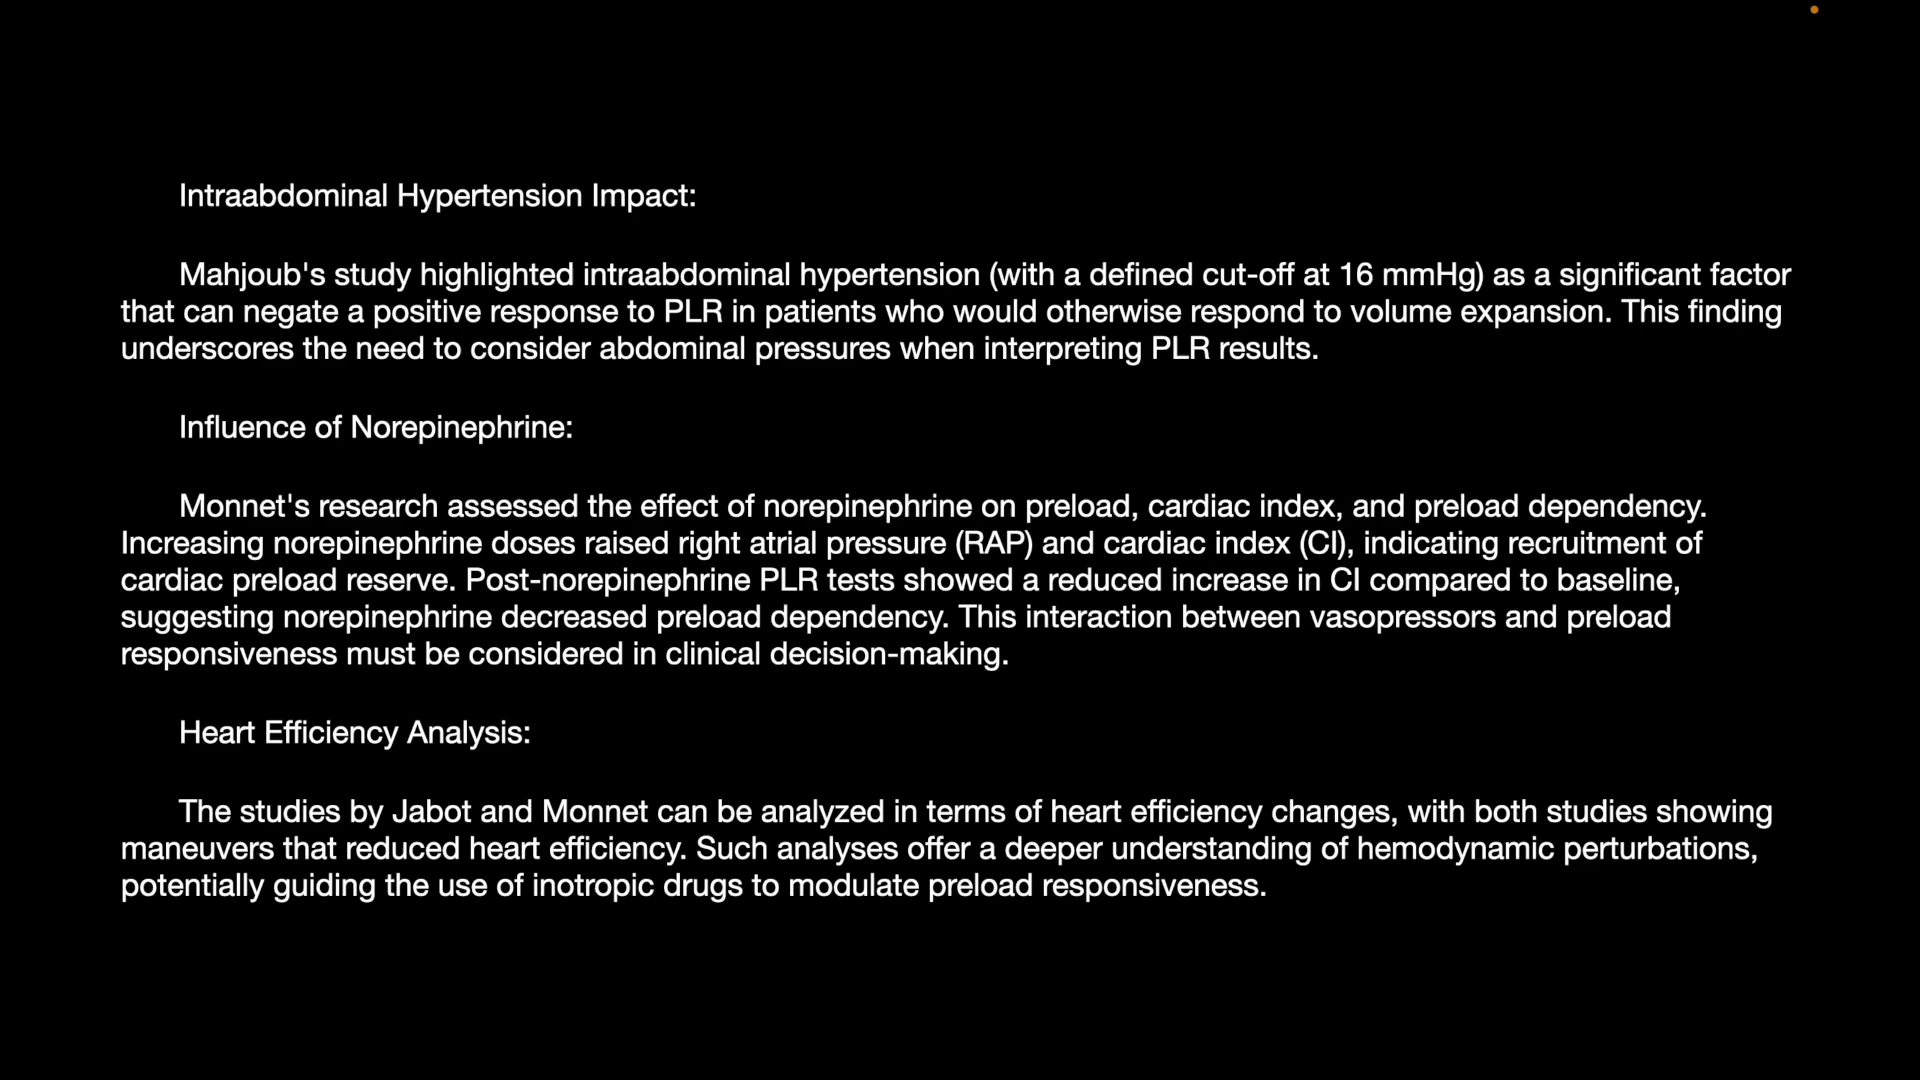 Intraabdominal Hypertension Impact:
Mahjoub's study highlighted intraabdominal hypertension (with a defined cut-off at 16 mmHg) as a significant factor
that can negate a positive response to PLR in patients who would otherwise respond to volume expansion. This finding
underscores the need to consider abdominal pressures when interpreting PLR results.
Influence of Norepinephrine:
Monnet's research assessed the effect of norepinephrine on preload, cardiac index, and preload dependency.
Increasing norepinephrine doses raised right atrial pressure (RAP) and cardiac index (CI), indicating recruitment of
cardiac preload reserve. Post-norepinephrine PLR tests showed a reduced increase in CI compared to baseline,
suggesting norepinephrine decreased preload dependency. This interaction between vasopressors and preload
responsiveness must be considered in clinical decision-making.
Heart Efficiency Analysis:
The studies by Jabot and Monnet can be analyzed in terms of heart efficiency changes, with both studies showing
maneuvers that reduced heart efficiency. Such analyses offer a deeper understanding of hemodynamic perturbations,
potentially guiding the use of inotropic drugs to modulate preload responsiveness.